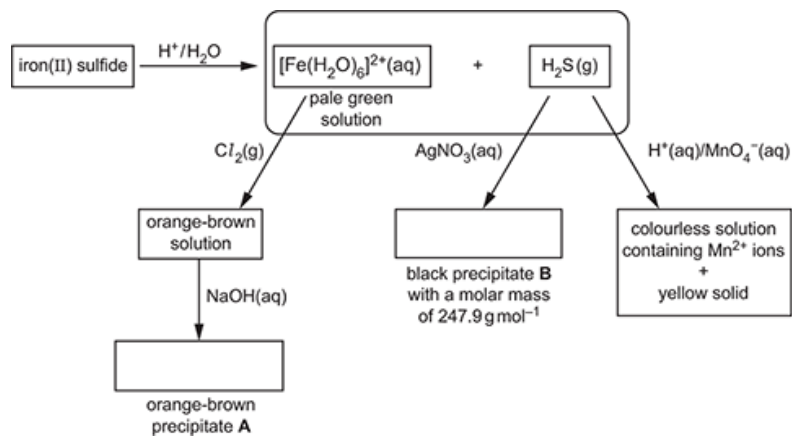 iron(II) sulfide
H⁺/H₂O
[Fe(H₂O)₆]²⁺(aq)
+
H₂S(g)
pale green
solution
Cl₂(g)
AgNO₃(aq)
H⁺(aq)/MnO₄⁻(aq)
orange-brown
solution
colourless solution
containing Mn²⁺ ions
+
yellow solid
black precipitate B
with a molar mass
of 247.9 g mol⁻¹
NaOH(aq)
orange-brown
precipitate A